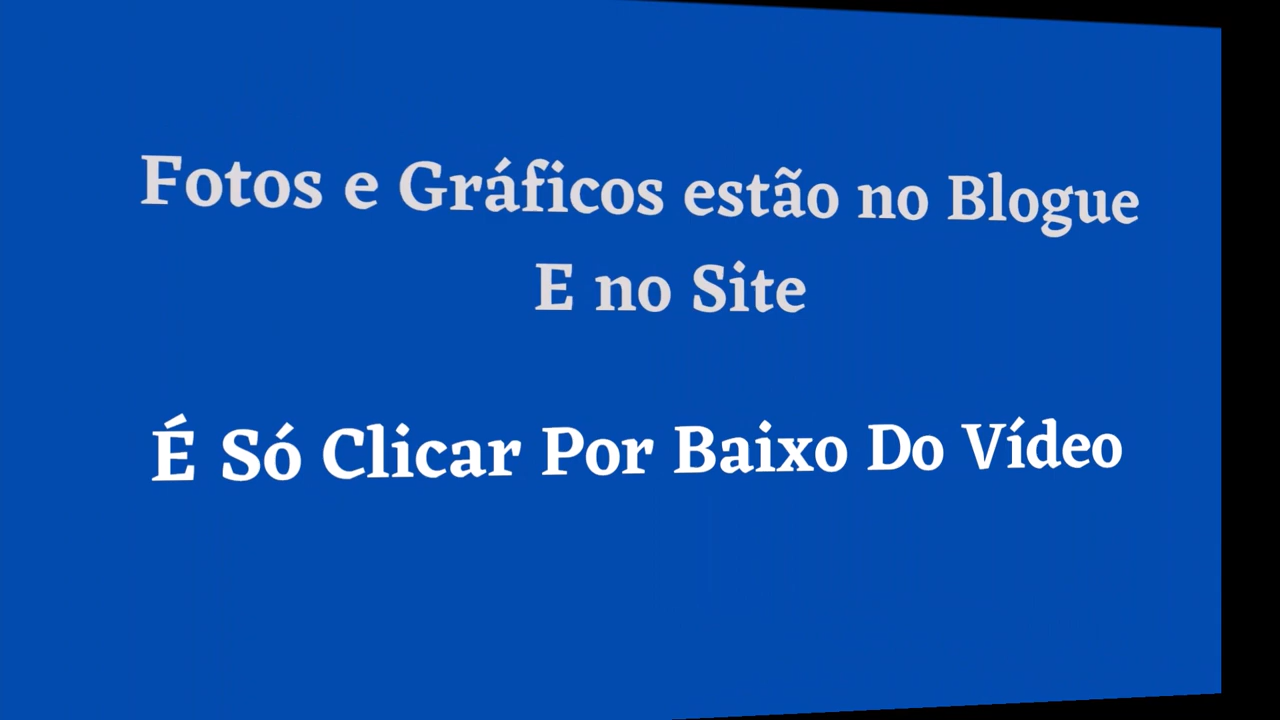 Fotos e Gráficos estão no Blogue
E no Site
É Só Clicar Por Baixo Do Vídeo